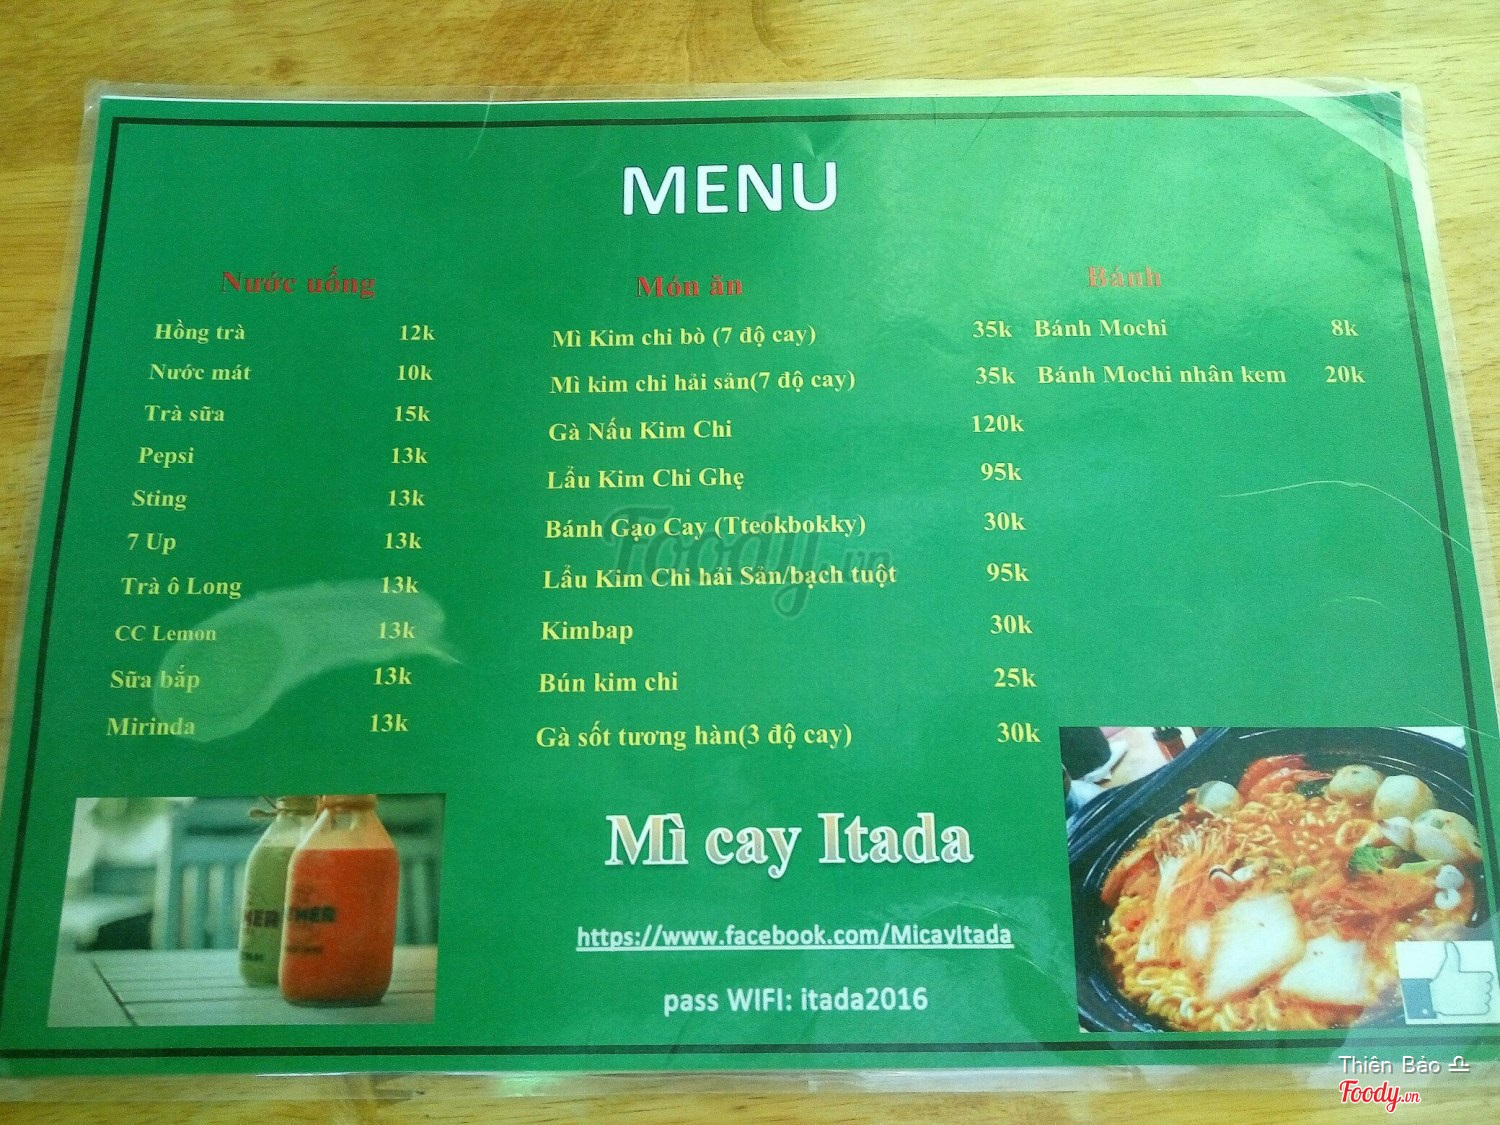 MENU
Nước uống
Hồng trà 12k
Nước mát 10k
Trà sữa 15k
Pepsi 13k
Sting 13k
7 Up 13k
Trà ô Long 13k
CC Lemon 13k
Sữa bắp 13k
Mirinda 13k
Món ăn
Mì Kim chi bò (7 độ cay) 35k
Mì kim chi hải sản(7 độ cay) 35k
Gà Nấu Kim Chi 120k
Lẩu Kim Chi Ghẹ 95k
Bánh Gạo Cay (Tteokbokky) 30k
Lẩu Kim Chi hải Sản/bạch tuột 95k
Kimbap 30k
Bún kim chi 25k
Gà sốt tương hàn(3 độ cay) 30k
Bánh
Bánh Mochi 8k
Bánh Mochi nhân kem 20k
Foody.vn
Mì cay Itada
https://www.facebook.com/MicayItada
pass WIFI: itada2016
Thiên Bảo ♎
Foody.vn